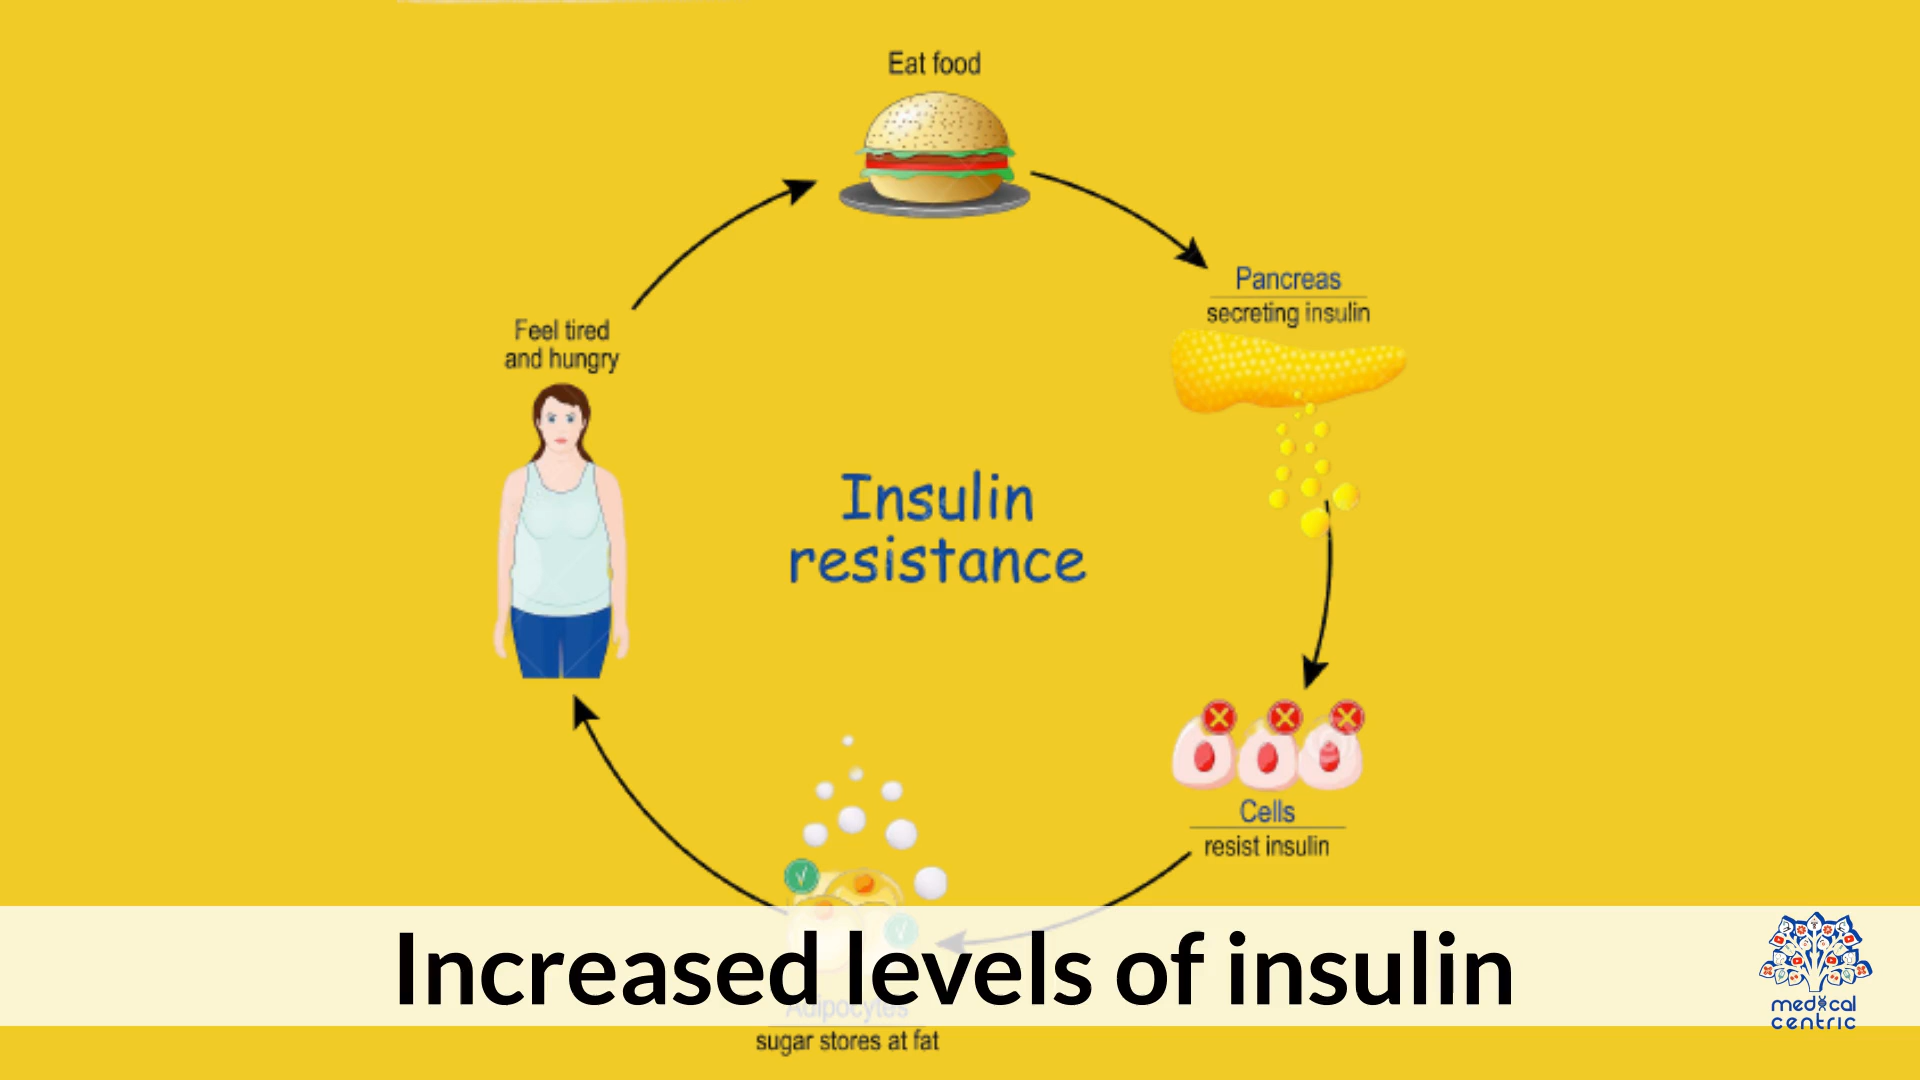 Eat food
Pancreas
secreting insulin
Feel tired
and hungry
Insulin
resistance
Cells
resist insulin
Increased levels of insulin
Adipocytes
sugar stores at fat
medical
centric